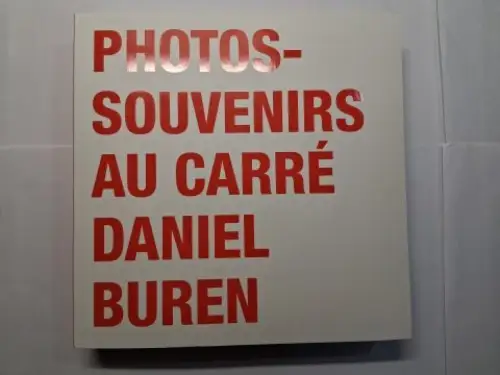 PHOTOS-
SOUVENIRS
AU CARRÉ
DANIEL
BUREN